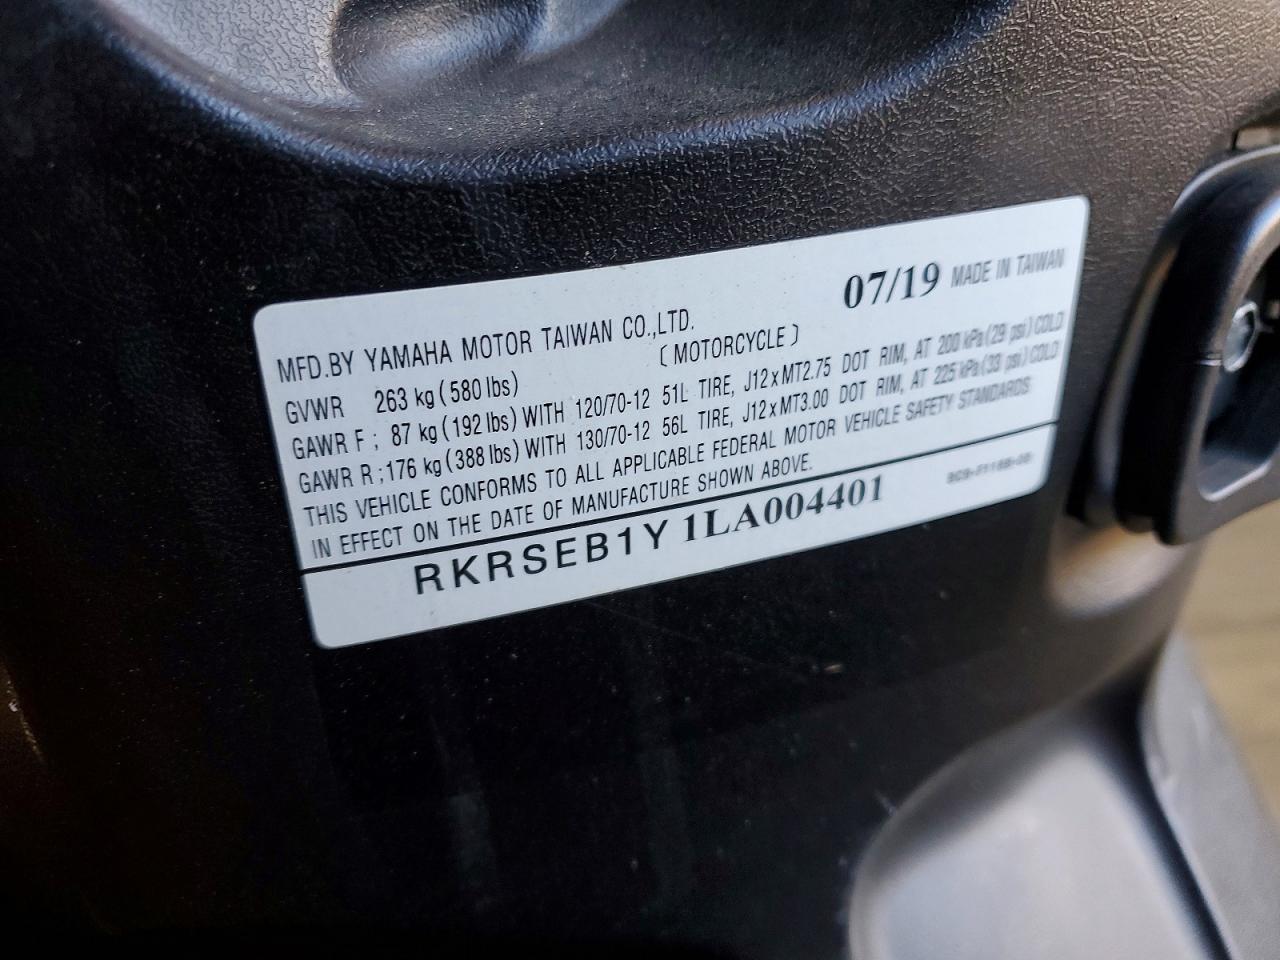 07/19 MADE IN TAIWAN
MFD.BY YAMAHA MOTOR TAIWAN CO.,LTD.
GVWR 263 kg (580 lbs) [MOTORCYCLE]
GAWR F ; 87 kg (192 lbs) WITH 120/70-12 51L TIRE, J12xMT2.75 DOT RIM, AT 200 kPa (29 psi) COLD
GAWR R ; 176 kg (388 lbs) WITH 130/70-12 56L TIRE, J12xMT3.00 DOT RIM, AT 225 kPa (33 psi) COLD
THIS VEHICLE CONFORMS TO ALL APPLICABLE FEDERAL MOTOR VEHICLE SAFETY STANDARDS
IN EFFECT ON THE DATE OF MANUFACTURE SHOWN ABOVE.
RKRSEB1Y1LA004401